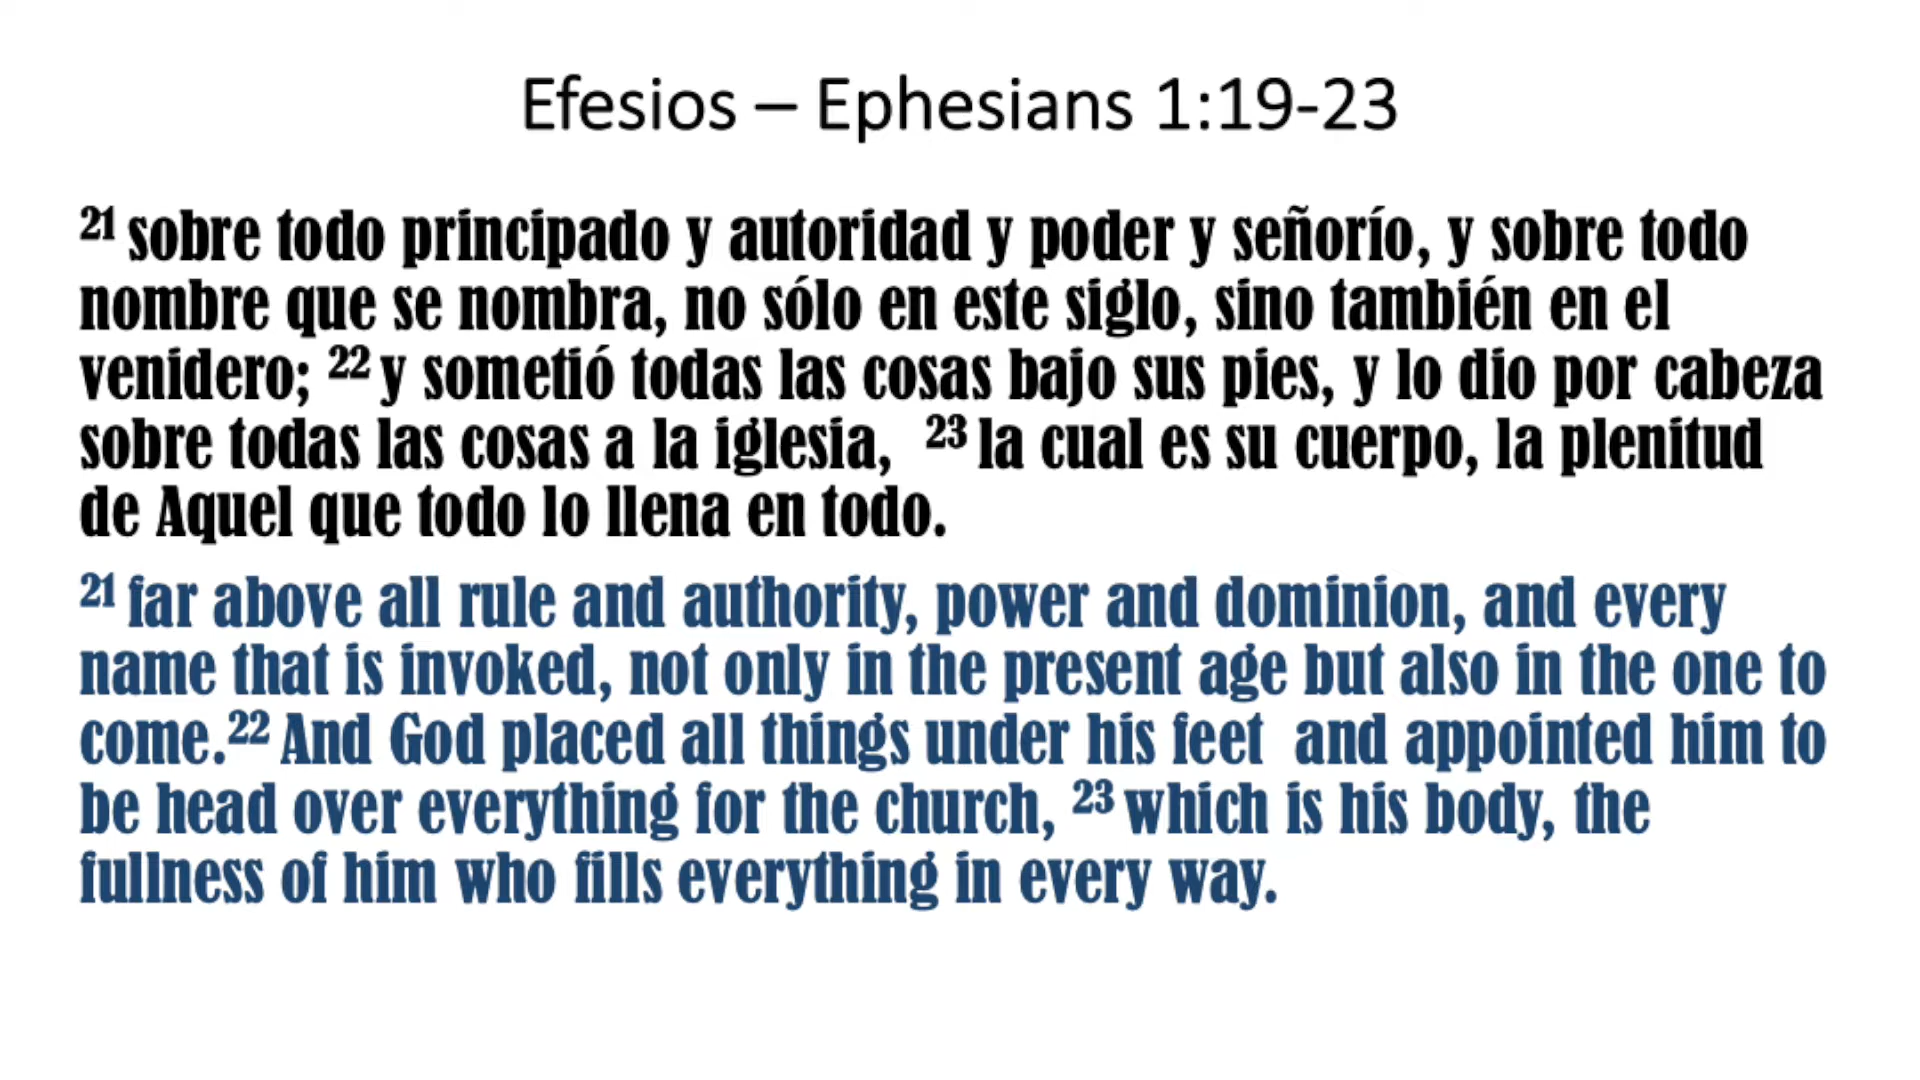 Efesios – Ephesians 1:19-23
21 sobre todo principado y autoridad y poder y señorío, y sobre todo
nombre que se nombra, no sólo en este siglo, sino también en el
venidero; 22 y sometió todas las cosas bajo sus pies, y lo dio por cabeza
sobre todas las cosas a la iglesia, 23 la cual es su cuerpo, la plenitud
de Aquel que todo lo llena en todo.
21 far above all rule and authority, power and dominion, and every
name that is invoked, not only in the present age but also in the one to
come.22 And God placed all things under his feet and appointed him to
be head over everything for the church, 23 which is his body, the
fullness of him who fills everything in every way.